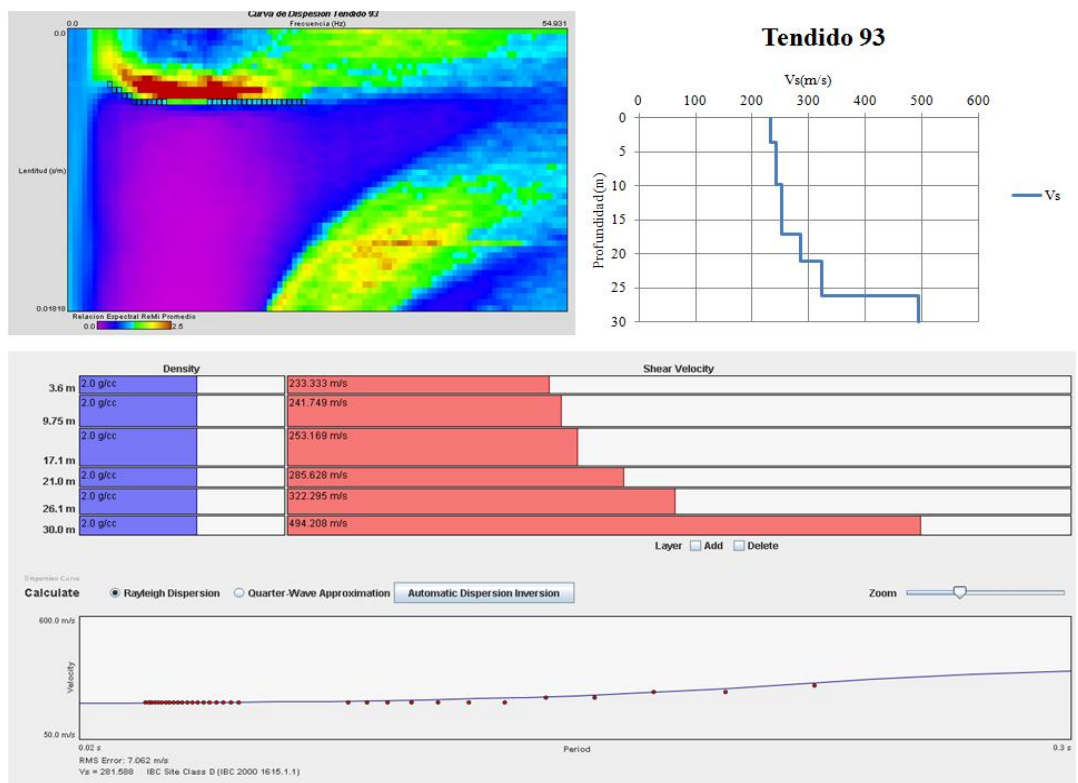 Curva de Dispesión Tendido 93
0.0 Frecuencia (Hz) 54.931
0.0
Lentitud (s/m)
0.01818
Relacion Espectral ReMi Promedio
0.0 2.5
Tendido 93
Vs(m/s)
0 100 200 300 400 500 600
0
5
10
15
20
25
30
Profundidad(m)
Vs
Density Shear Velocity
3.6 m 2.0 g/cc 233.333 m/s
9.75 m 2.0 g/cc 241.749 m/s
17.1 m 2.0 g/cc 253.169 m/s
21.0 m 2.0 g/cc 285.628 m/s
26.1 m 2.0 g/cc 322.295 m/s
30.0 m 2.0 g/cc 494.208 m/s
Layer Add Delete
Dispersion Curve
Calculate Rayleigh Dispersion Quarter-Wave Approximation Automatic Dispersion Inversion Zoom
600.0 m/s
Velocity
50.0 m/s
0.02 s Period 0.3 s
RMS Error: 7.062 m/s
Vs = 281.588 IBC Site Class D (IBC 2000 1615.1.1)